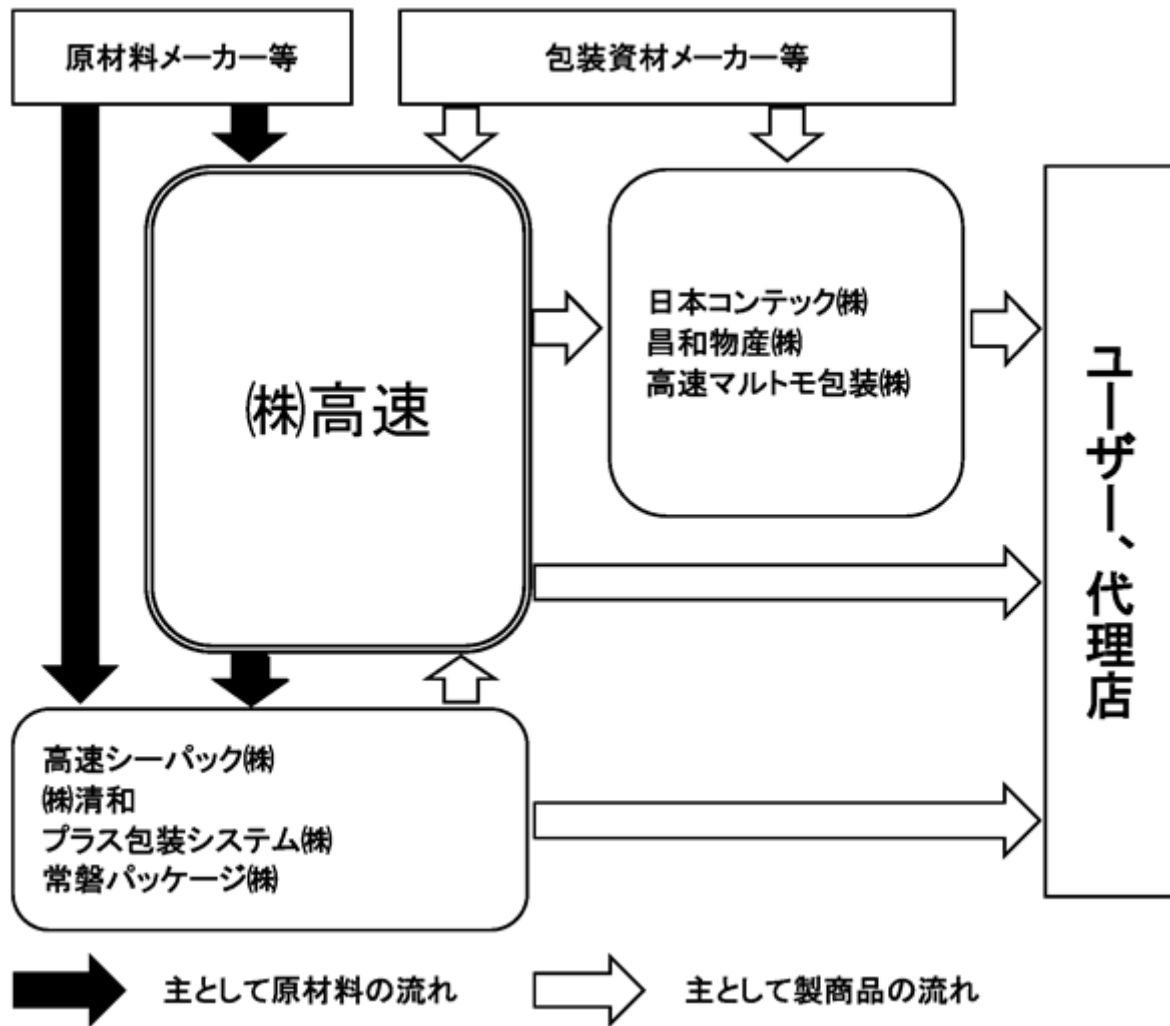 原材料メーカー等
包装資材メーカー等
㈱高速
日本コンテック㈱
昌和物産㈱
高速マルトモ包装㈱
ユーザー、代理店
高速シーパック㈱
㈱清和
プラス包装システム㈱
常磐パッケージ㈱
主として原材料の流れ
主として製商品の流れ